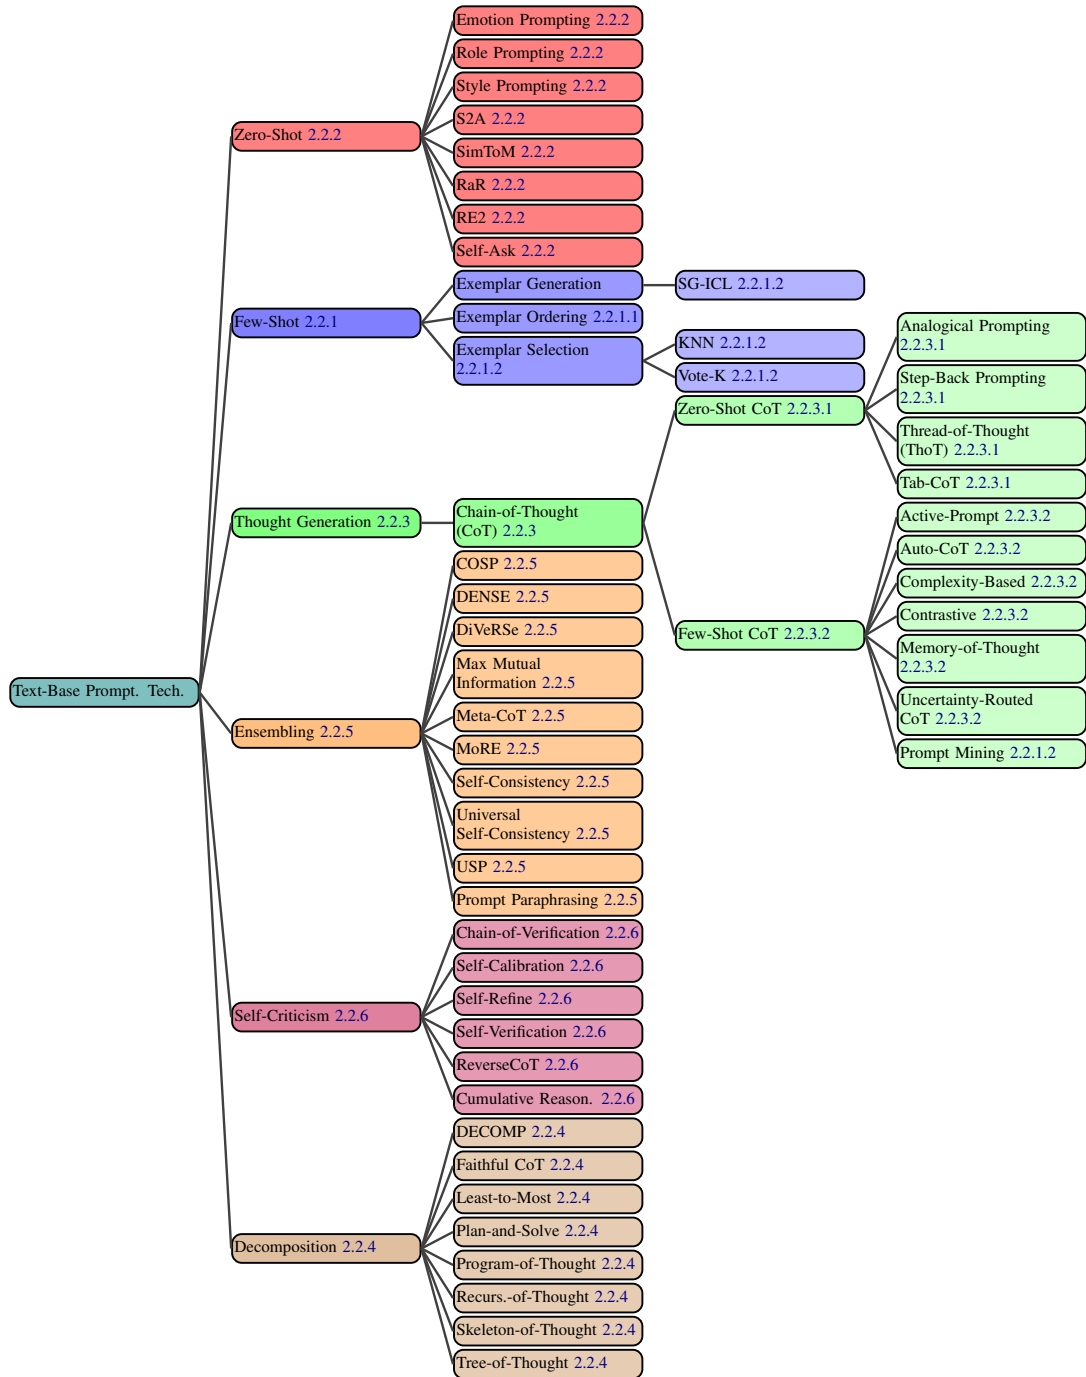 Text-Base Prompt. Tech.
Zero-Shot 2.2.2
Emotion Prompting 2.2.2
Role Prompting 2.2.2
Style Prompting 2.2.2
S2A 2.2.2
SimToM 2.2.2
RaR 2.2.2
RE2 2.2.2
Self-Ask 2.2.2
Few-Shot 2.2.1
Exemplar Generation
SG-ICL 2.2.1.2
Exemplar Ordering 2.2.1.1
Exemplar Selection
2.2.1.2
KNN 2.2.1.2
Vote-K 2.2.1.2
Thought Generation 2.2.3
Chain-of-Thought
(CoT) 2.2.3
Zero-Shot CoT 2.2.3.1
Analogical Prompting
2.2.3.1
Step-Back Prompting
2.2.3.1
Thread-of-Thought
(ThoT) 2.2.3.1
Tab-CoT 2.2.3.1
Few-Shot CoT 2.2.3.2
Active-Prompt 2.2.3.2
Auto-CoT 2.2.3.2
Complexity-Based 2.2.3.2
Contrastive 2.2.3.2
Memory-of-Thought
2.2.3.2
Uncertainty-Routed
CoT 2.2.3.2
Prompt Mining 2.2.1.2
Ensembling 2.2.5
COSP 2.2.5
DENSE 2.2.5
DiVeRSe 2.2.5
Max Mutual
Information 2.2.5
Meta-CoT 2.2.5
MoRE 2.2.5
Self-Consistency 2.2.5
Universal
Self-Consistency 2.2.5
USP 2.2.5
Prompt Paraphrasing 2.2.5
Self-Criticism 2.2.6
Chain-of-Verification 2.2.6
Self-Calibration 2.2.6
Self-Refine 2.2.6
Self-Verification 2.2.6
ReverseCoT 2.2.6
Cumulative Reason. 2.2.6
Decomposition 2.2.4
DECOMP 2.2.4
Faithful CoT 2.2.4
Least-to-Most 2.2.4
Plan-and-Solve 2.2.4
Program-of-Thought 2.2.4
Recurs.-of-Thought 2.2.4
Skeleton-of-Thought 2.2.4
Tree-of-Thought 2.2.4